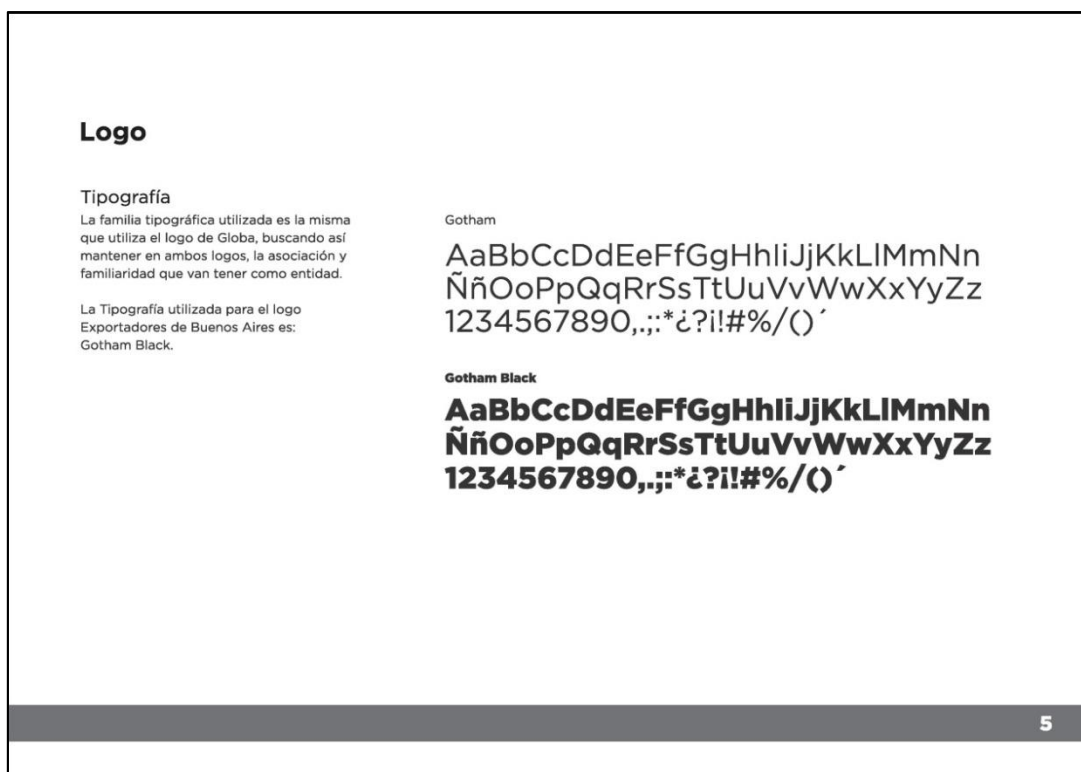 Logo
Tipografía
La familia tipográfica utilizada es la misma
que utiliza el logo de Globa, buscando así
mantener en ambos logos, la asociación y
familiaridad que van tener como entidad.
La Tipografía utilizada para el logo
Exportadores de Buenos Aires es:
Gotham Black.
Gotham
AaBbCcDdEeFfGgHhIiJjKkLlMmNn
ÑñOoPpQqRrSsTtUuVvWwXxYyZz
1234567890,.;:*¿?¡!#%/()´
Gotham Black
AaBbCcDdEeFfGgHhIiJjKkLlMmNn
ÑñOoPpQqRrSsTtUuVvWwXxYyZz
1234567890,.;:*¿?¡!#%/()´
5